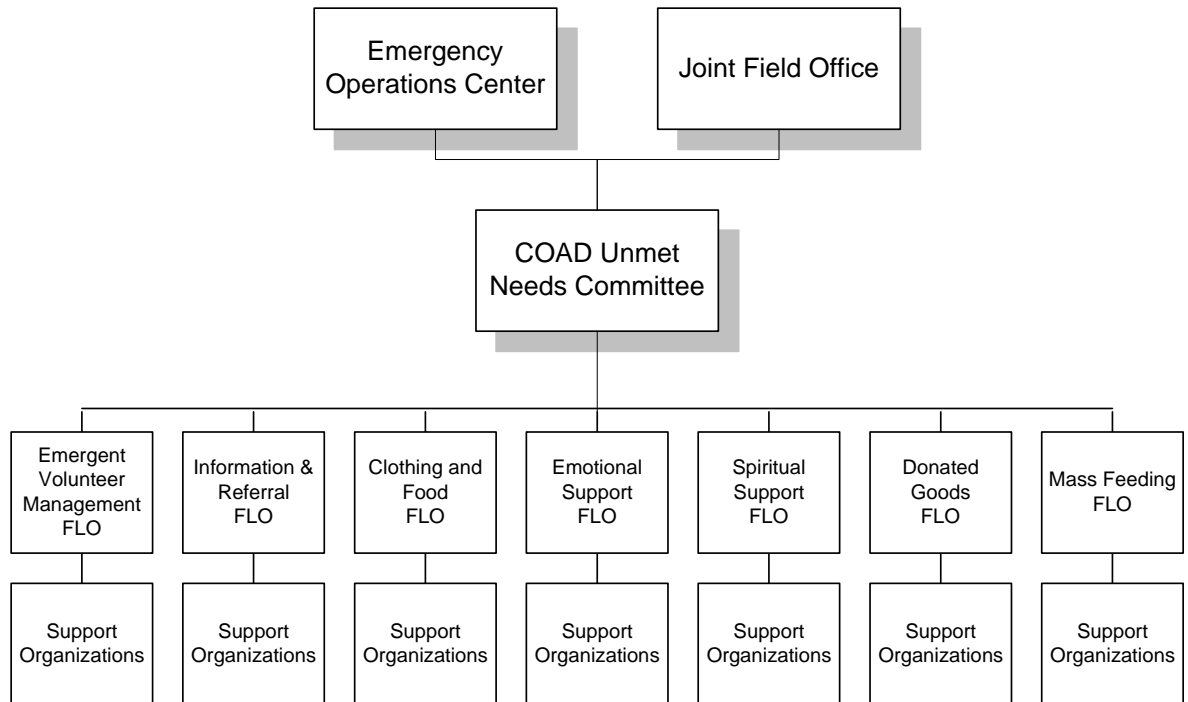 Emergency
Operations Center
Joint Field Office
COAD Unmet
Needs Committee
Emergent
Volunteer
Management
FLO
Information &
Referral
FLO
Clothing and
Food
FLO
Emotional
Support
FLO
Spiritual
Support
FLO
Donated
Goods
FLO
Mass Feeding
FLO
Support
Organizations
Support
Organizations
Support
Organizations
Support
Organizations
Support
Organizations
Support
Organizations
Support
Organizations